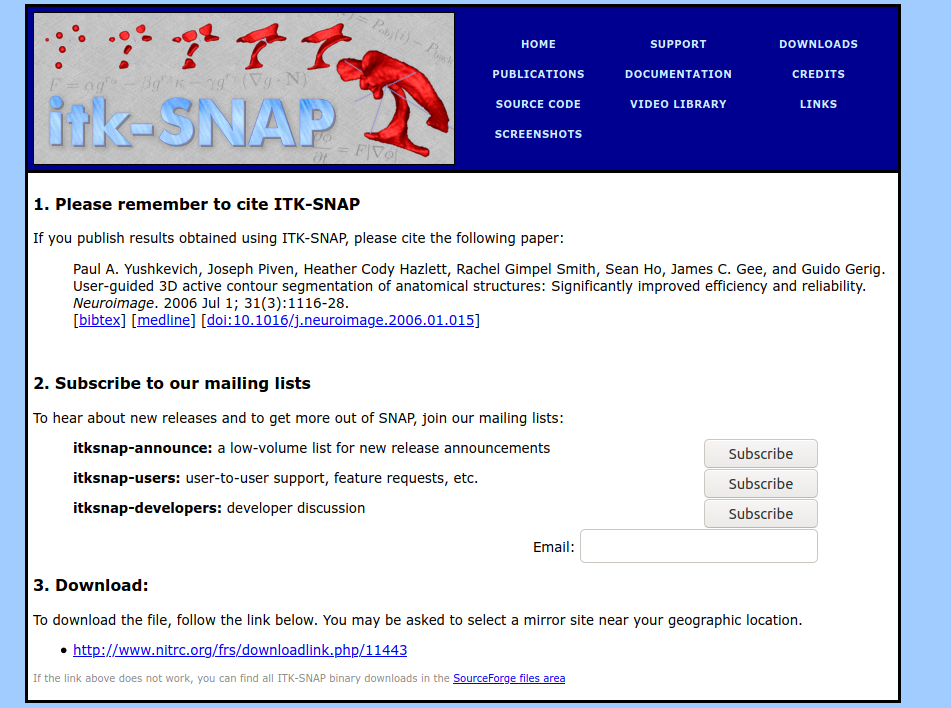 itk-SNAP
HOME
SUPPORT
DOWNLOADS
PUBLICATIONS
DOCUMENTATION
CREDITS
SOURCE CODE
VIDEO LIBRARY
LINKS
SCREENSHOTS
1. Please remember to cite ITK-SNAP
If you publish results obtained using ITK-SNAP, please cite the following paper:
Paul A. Yushkevich, Joseph Piven, Heather Cody Hazlett, Rachel Gimpel Smith, Sean Ho, James C. Gee, and Guido Gerig.
User-guided 3D active contour segmentation of anatomical structures: Significantly improved efficiency and reliability.
Neuroimage. 2006 Jul 1; 31(3):1116-28.
[bibtex] [medline] [doi:10.1016/j.neuroimage.2006.01.015]
2. Subscribe to our mailing lists
To hear about new releases and to get more out of SNAP, join our mailing lists:
itksnap-announce: a low-volume list for new release announcements
Subscribe
itksnap-users: user-to-user support, feature requests, etc.
Subscribe
itksnap-developers: developer discussion
Subscribe
Email:
3. Download:
To download the file, follow the link below. You may be asked to select a mirror site near your geographic location.
• http://www.nitrc.org/frs/downloadlink.php/11443
If the link above does not work, you can find all ITK-SNAP binary downloads in the SourceForge files area